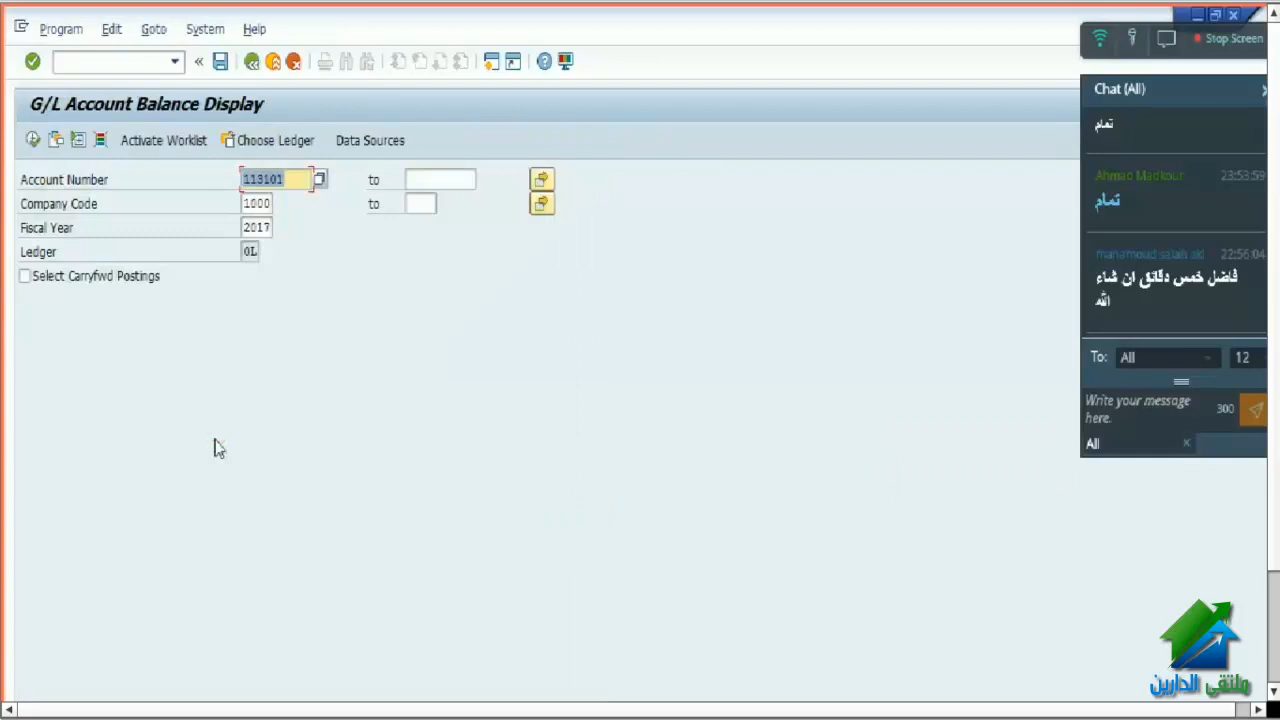 Program Edit Goto System Help
Stop Screen
G/L Account Balance Display
Chat (All)
Activate Worklist Choose Ledger Data Sources
تمام
Account Number 113101 to
Ahmad Madkour 23:53:59
تمام
Company Code 1000 to
Fiscal Year 2017
Ledger 0L
Select Carryfwd Postings
22:56:04
فاضل خمس دقائق ان شاء
الله
To: All 12
Write your message
here.
300
All
ملتقى الدارين